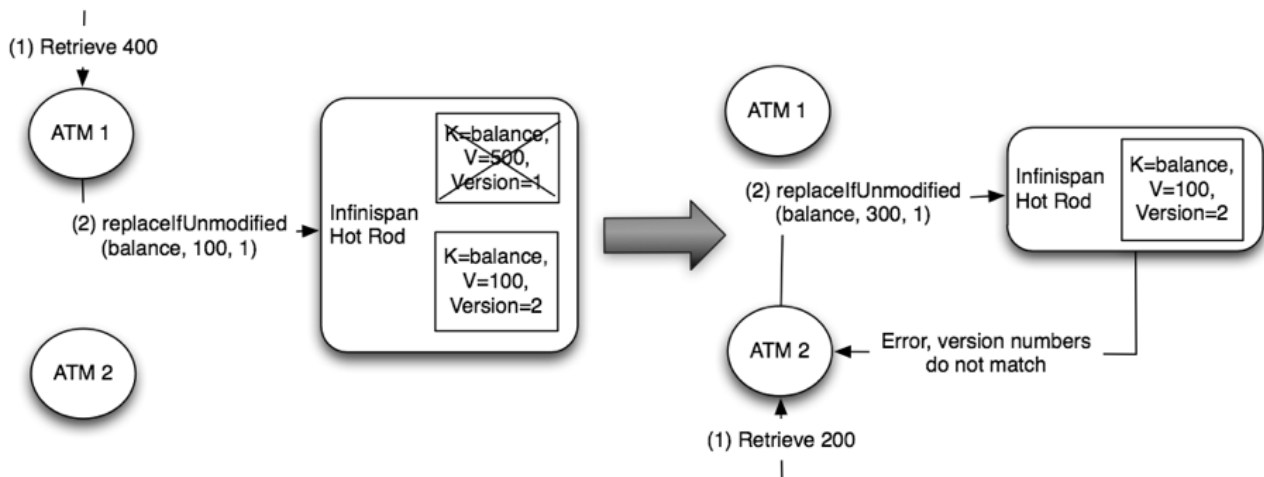 (1) Retrieve 400
ATM 1
(2) replaceIfUnmodified
(balance, 100, 1)
ATM 2
Infinispan
Hot Rod
K=balance,
V=500,
Version=1
K=balance,
V=100,
Version=2
ATM 1
(2) replaceIfUnmodified
(balance, 300, 1)
Infinispan
Hot Rod
K=balance,
V=100,
Version=2
ATM 2
Error, version numbers
do not match
(1) Retrieve 200